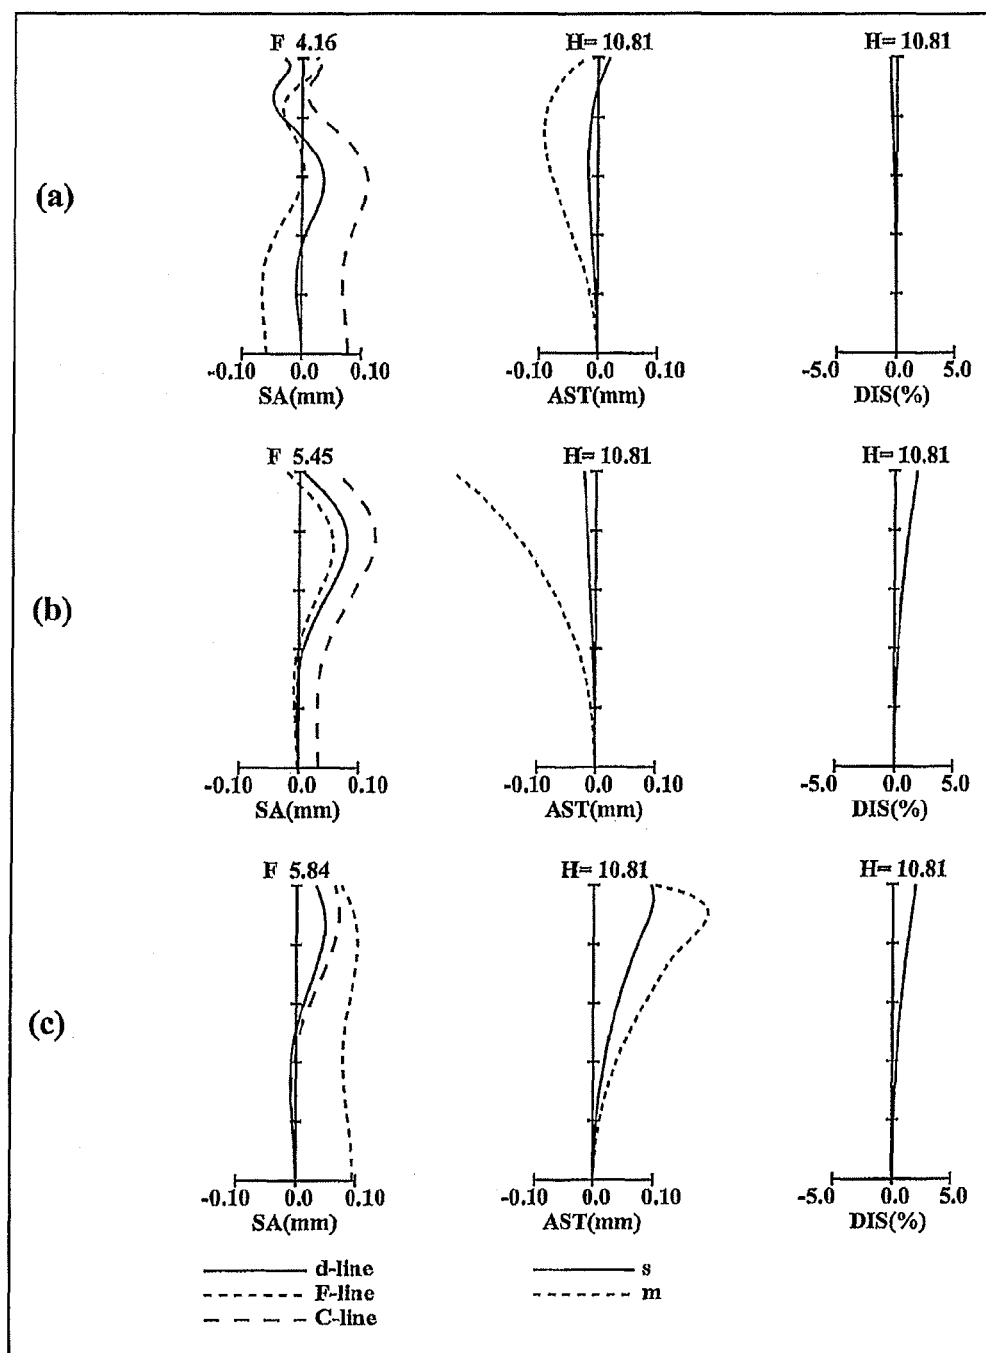 F 4.16 H= 10.81 H= 10.81
(a)
-0.10 0.0 0.10 -0.10 0.0 0.10 -5.0 0.0 5.0
SA(mm) AST(mm) DIS(%)
F 5.45 H= 10.81 H= 10.81
(b)
-0.10 0.0 0.10 -0.10 0.0 0.10 -5.0 0.0 5.0
SA(mm) AST(mm) DIS(%)
F 5.84 H= 10.81 H= 10.81
(c)
-0.10 0.0 0.10 -0.10 0.0 0.10 -5.0 0.0 5.0
SA(mm) AST(mm) DIS(%)
d-line s
F-line m
C-line